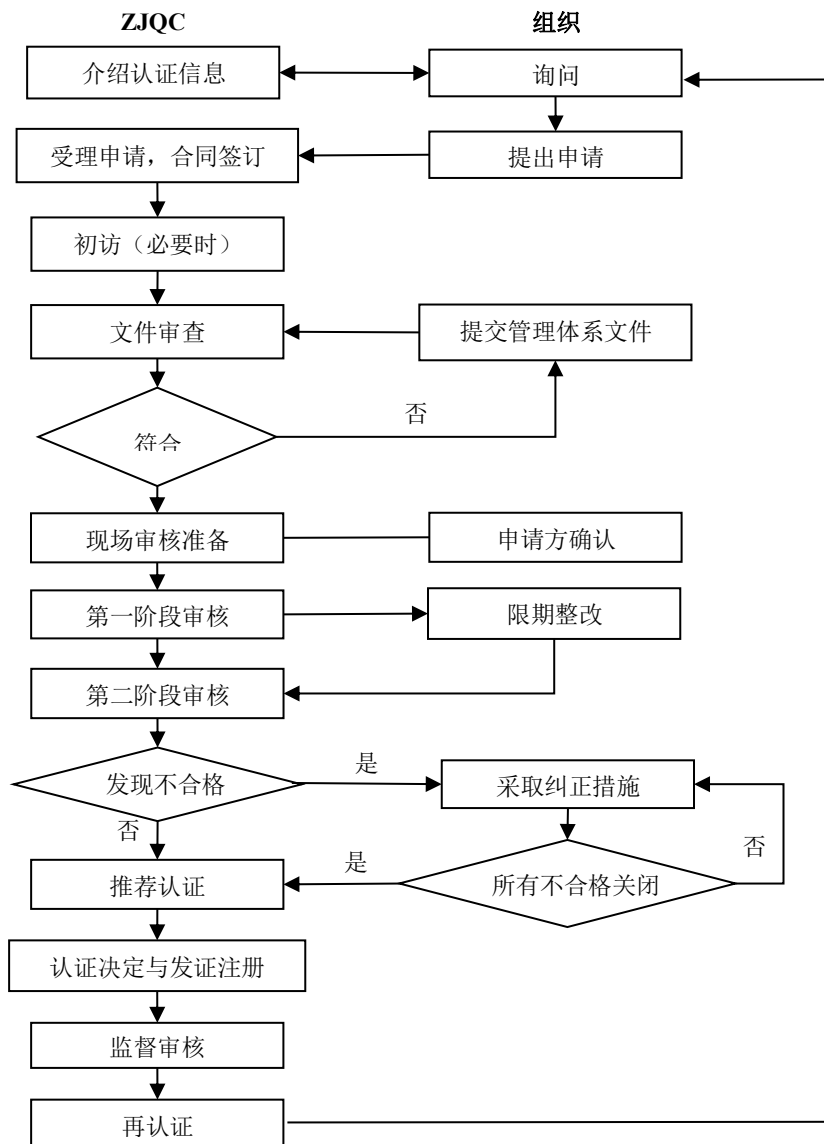 ZJQC
组织
介绍认证信息
询问
受理申请，合同签订
提出申请
初访（必要时）
文件审查
提交管理体系文件
否
符合
现场审核准备
申请方确认
第一阶段审核
限期整改
第二阶段审核
发现不合格
是
采取纠正措施
否
是
否
推荐认证
所有不合格关闭
认证决定与发证注册
监督审核
再认证